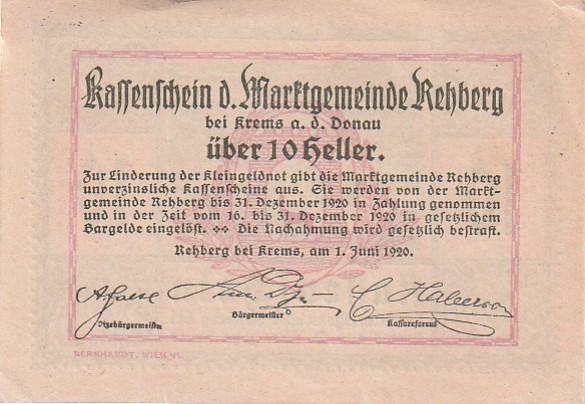 Kassenschein d. Marktgemeinde Rehberg
bei Krems a. d. Donau
über 10 Heller.
Zur Linderung der Kleingeldnot gibt die Marktgemeinde Rehberg
unverzinsliche Kassenscheine aus. Sie werden von der Markt-
gemeinde Rehberg bis 31. Dezember 1920 in Zahlung genommen
und in der Zeit vom 16. bis 31. Dezember 1920 in gesetzlichem
Bargelde eingelöst. ❖❖ Die Nachahmung wird gesetzlich bestraft.
Rehberg bei Krems, am 1. Juni 1920.
Vizebürgermeister
Bürgermeister
Kassareferent
BERNHARDT, WIEN VI.